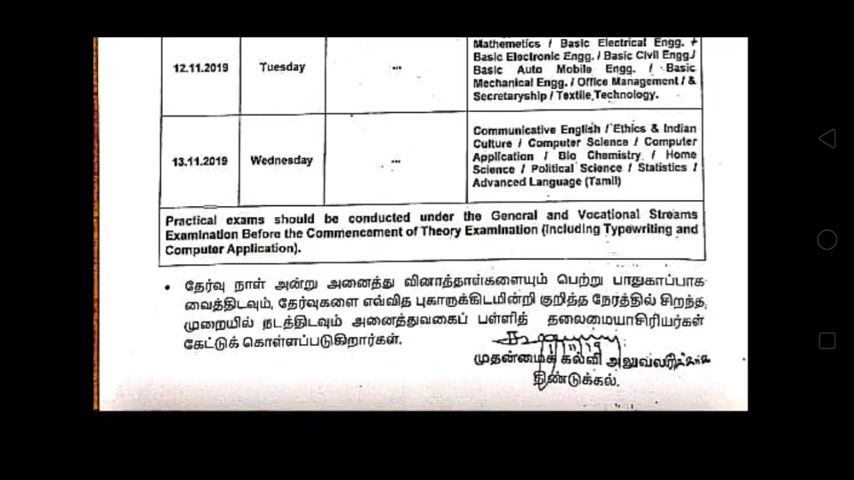 Mathemetics / Basic Electrical Engg. +
12.11.2019 Tuesday --- Basic Electronic Engg. / Basic Civil Engg./
Basic Auto Mobile Engg. / Basic
Mechanical Engg. / Office Management / &
Secretaryship / Textile Technology.
Communicative English / Ethics & Indian
Culture / Computer Science / Computer
13.11.2019 Wednesday --- Application / Bio Chemistry / Home
Science / Political Science / Statistics /
Advanced Language (Tamil)
Practical exams should be conducted under the General and Vocational Streams
Examination Before the Commencement of Theory Examination (Including Typewriting and
Computer Application).
• தேர்வு நாள் அன்று அனைத்து வினாத்தாள்களையும் பெற்று பாதுகாப்பாக
வைத்திடவும், தேர்வுகளை எவ்வித புகாருக்கிடமின்றி குறித்த நேரத்தில் சிறந்த
முறையில் நடத்திடவும் அனைத்துவகைப் பள்ளித் தலைமையாசிரியர்கள்
கேட்டுக் கொள்ளப்படுகிறார்கள்.
முதன்மைக் கல்வி அலுவலர்
திண்டுக்கல்.